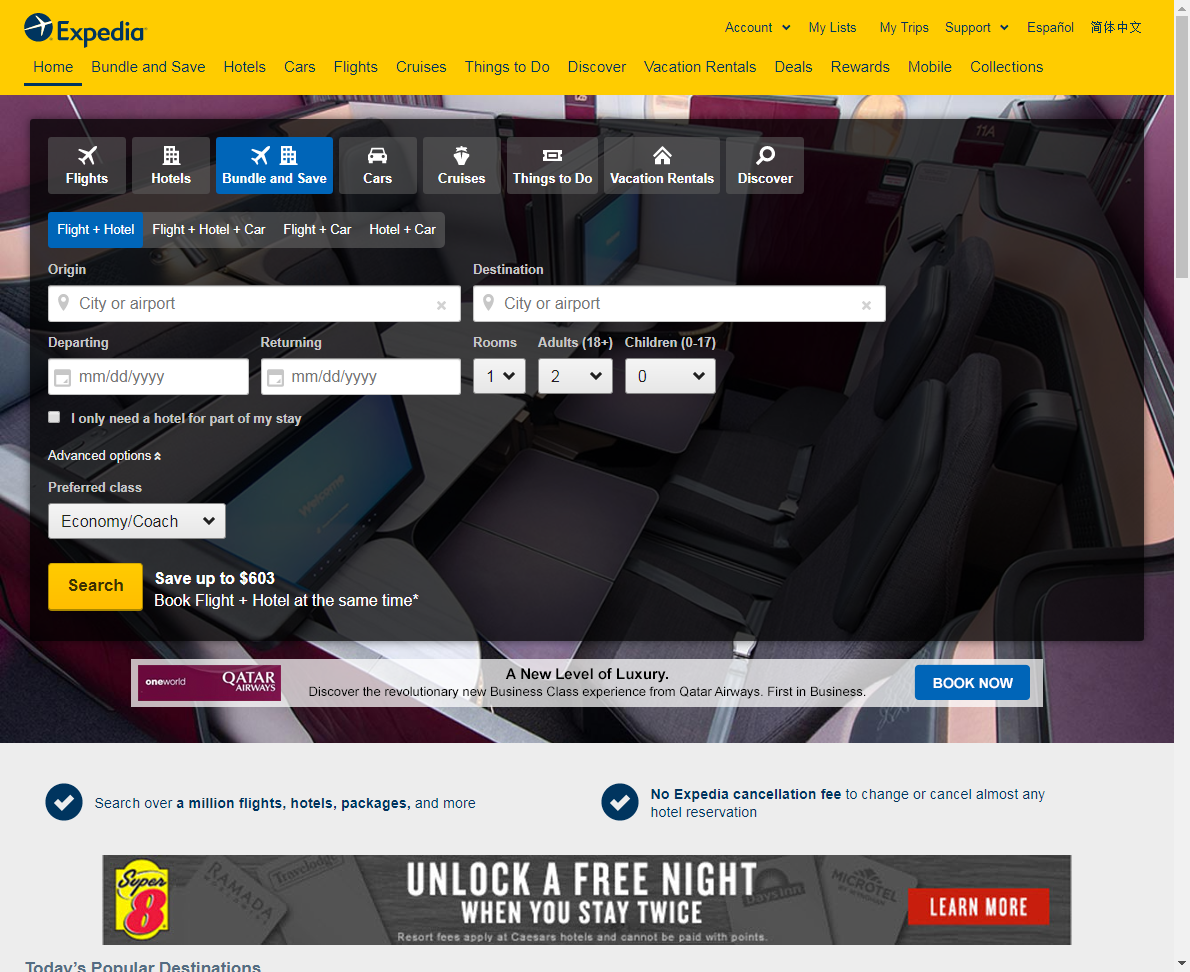 Expedia
Account
My Lists
My Trips
Support
Español
简体中文
Home
Bundle and Save
Hotels
Cars
Flights
Cruises
Things to Do
Discover
Vacation Rentals
Deals
Rewards
Mobile
Collections
11A
Flights
Hotels
Bundle and Save
Cars
Cruises
Things to Do
Vacation Rentals
Discover
Flight + Hotel
Flight + Hotel + Car
Flight + Car
Hotel + Car
Origin
Destination
City or airport
City or airport
Departing
Returning
Rooms
Adults (18+)
Children (0-17)
mm/dd/yyyy
mm/dd/yyyy
1
2
0
I only need a hotel for part of my stay
Advanced options
Preferred class
Welcome
Economy/Coach
Search
Save up to $603
Book Flight + Hotel at the same time*
oneworld
QATAR
AIRWAYS
A New Level of Luxury.
Discover the revolutionary new Business Class experience from Qatar Airways. First in Business.
BOOK NOW
Search over a million flights, hotels, packages, and more
No Expedia cancellation fee to change or cancel almost any
hotel reservation
Super
8
RAMADA
Travelodge
UNLOCK A FREE NIGHT
WHEN YOU STAY TWICE
Resort fees apply at Caesars hotels and cannot be paid with points.
Days Inn
MICROTEL
LEARN MORE
Today's Popular Destinations